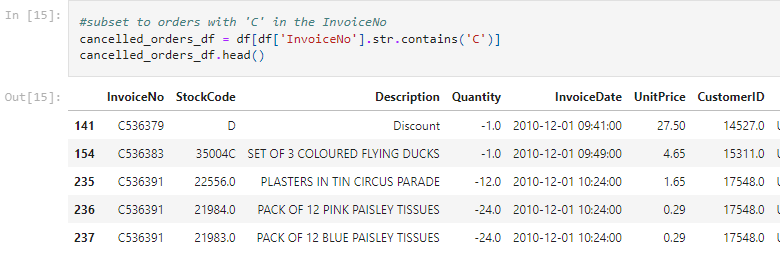 In [15]:
#subset to orders with 'C' in the InvoiceNo
cancelled_orders_df = df[df['InvoiceNo'].str.contains('C')]
cancelled_orders_df.head()
Out[15]:
InvoiceNo StockCode Description Quantity InvoiceDate UnitPrice CustomerID
141 C536379 D Discount -1.0 2010-12-01 09:41:00 27.50 14527.0
154 C536383 35004C SET OF 3 COLOURED FLYING DUCKS -1.0 2010-12-01 09:49:00 4.65 15311.0
235 C536391 22556.0 PLASTERS IN TIN CIRCUS PARADE -12.0 2010-12-01 10:24:00 1.65 17548.0
236 C536391 21984.0 PACK OF 12 PINK PAISLEY TISSUES -24.0 2010-12-01 10:24:00 0.29 17548.0
237 C536391 21983.0 PACK OF 12 BLUE PAISLEY TISSUES -24.0 2010-12-01 10:24:00 0.29 17548.0